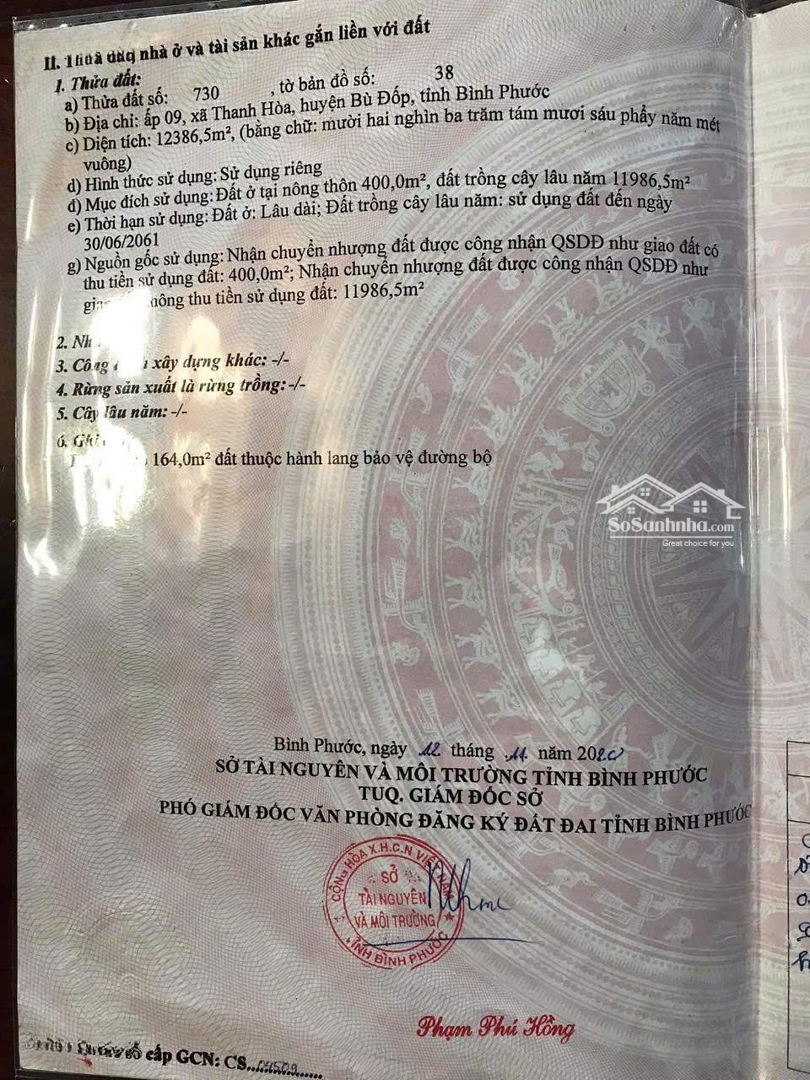 II. Thửa đất, nhà ở và tài sản khác gắn liền với đất
1. Thửa đất:
a) Thửa đất số: 730 , tờ bản đồ số: 38
b) Địa chỉ: ấp 09, xã Thanh Hòa, huyện Bù Đốp, tỉnh Bình Phước
c) Diện tích: 12386,5m², (bằng chữ: mười hai nghìn ba trăm tám mươi sáu phẩy năm mét
vuông)
d) Hình thức sử dụng: Sử dụng riêng
đ) Mục đích sử dụng: Đất ở tại nông thôn 400,0m², đất trồng cây lâu năm 11986,5m²
e) Thời hạn sử dụng: Đất ở: Lâu dài; Đất trồng cây lâu năm: sử dụng đất đến ngày
30/06/2061
g) Nguồn gốc sử dụng: Nhận chuyển nhượng đất được công nhận QSDĐ như giao đất có
thu tiền sử dụng đất: 400,0m²; Nhận chuyển nhượng đất được công nhận QSDĐ như
không thu tiền sử dụng đất: 11986,5m²
2.
3. Công xây dựng khác: -/-
4. Rừng sản xuất là rừng trồng: -/-
5. Cây lâu năm: -/-
6.
164,0m² đất thuộc hành lang bảo vệ đường bộ
SoSanhnha.com
Great choice for you
Bình Phước, ngày 12 tháng 11 năm 2020
SỞ TÀI NGUYÊN VÀ MÔI TRƯỜNG TỈNH BÌNH PHƯỚC
TUQ. GIÁM ĐỐC SỞ
PHÓ GIÁM ĐỐC VĂN PHÒNG ĐĂNG KÝ ĐẤT ĐAI TỈNH BÌNH PHƯỚC
CỘNG HÒA X.H.C.N VIỆT NAM
SỞ
TÀI NGUYÊN
VÀ MÔI TRƯỜNG
TỈNH BÌNH PHƯỚC
Phạm Phú Hồng
số cấp GCN: CS